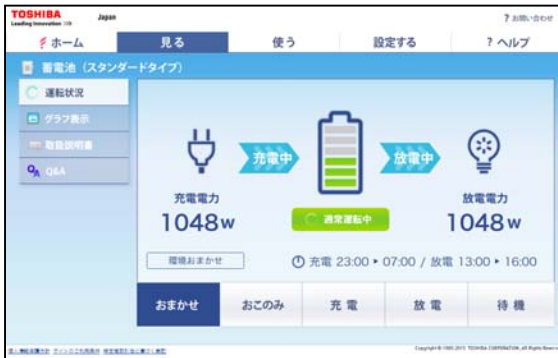 TOSHIBA
Leading Innovation
Japan
? お問い合わせ
ホーム
見る
使う
設定する
? ヘルプ
蓄電池（スタンダードタイプ）
運転状況
グラフ表示
取扱説明書
Q&A
充電中
放電中
充電電力
1048w
通常運転中
放電電力
1048w
環境おまかせ
充電 23:00 ▸ 07:00 / 放電 13:00 ▸ 16:00
おまかせ
おこのみ
充電
放電
待機